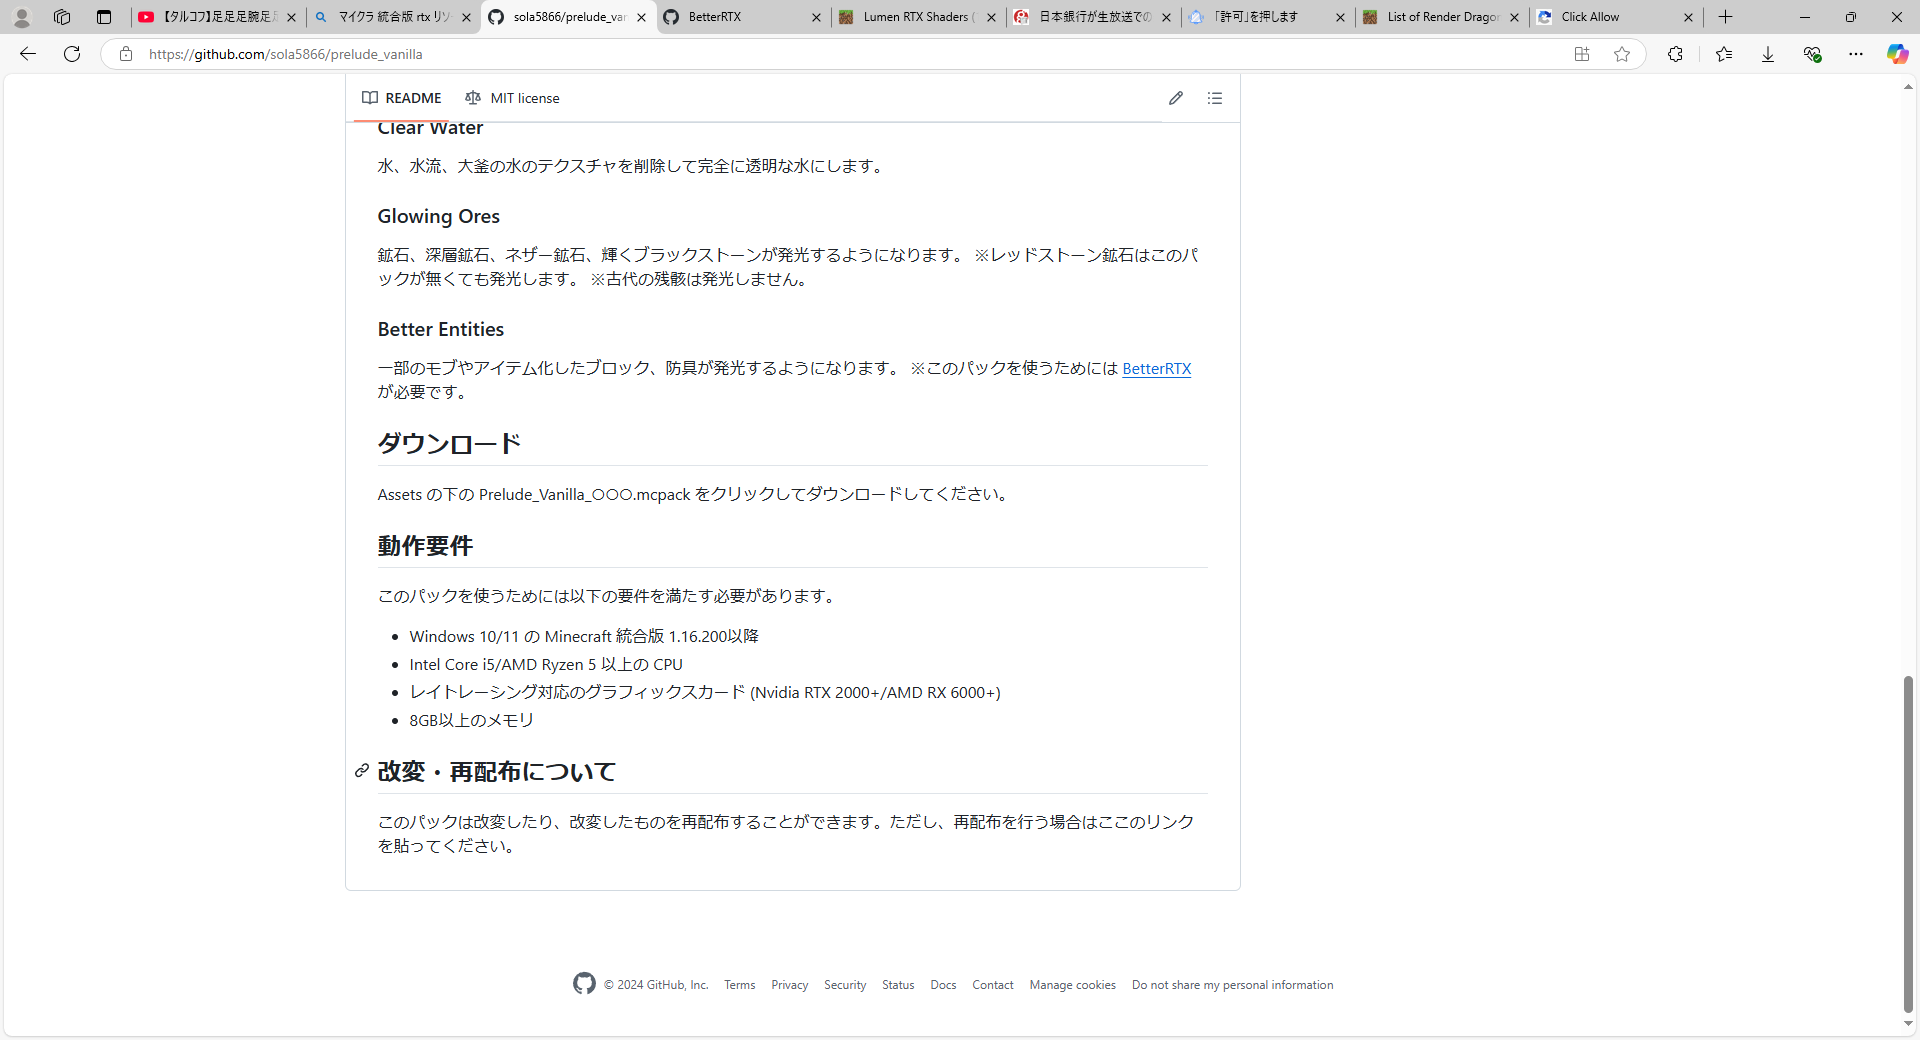 【タルコフ】足足足腕足足
マイクラ 統合版 rtx リソー
sola5866/prelude_var
BetterRTX
Lumen RTX Shaders (
日本銀行が生放送での
「許可」を押します
List of Render Dragon
Click Allow
https://github.com/sola5866/prelude_vanilla
README
MIT license
Clear Water
水、水流、大釜の水のテクスチャを削除して完全に透明な水にします。
Glowing Ores
鉱石、深層鉱石、ネザー鉱石、輝くブラックストーンが発光するようになります。 ※レッドストーン鉱石はこのパ
ックが無くても発光します。 ※古代の残骸は発光しません。
Better Entities
一部のモブやアイテム化したブロック、防具が発光するようになります。 ※このパックを使うためには BetterRTX
が必要です。
ダウンロード
Assets の下の Prelude_Vanilla_○○○.mcpack をクリックしてダウンロードしてください。
動作要件
このパックを使うためには以下の要件を満たす必要があります。
• Windows 10/11 の Minecraft 統合版 1.16.200以降
• Intel Core i5/AMD Ryzen 5 以上の CPU
• レイトレーシング対応のグラフィックスカード (Nvidia RTX 2000+/AMD RX 6000+)
• 8GB以上のメモリ
改変・再配布について
このパックは改変したり、改変したものを再配布することができます。ただし、再配布を行う場合はここのリンク
を貼ってください。
© 2024 GitHub, Inc. Terms Privacy Security Status Docs Contact Manage cookies Do not share my personal information